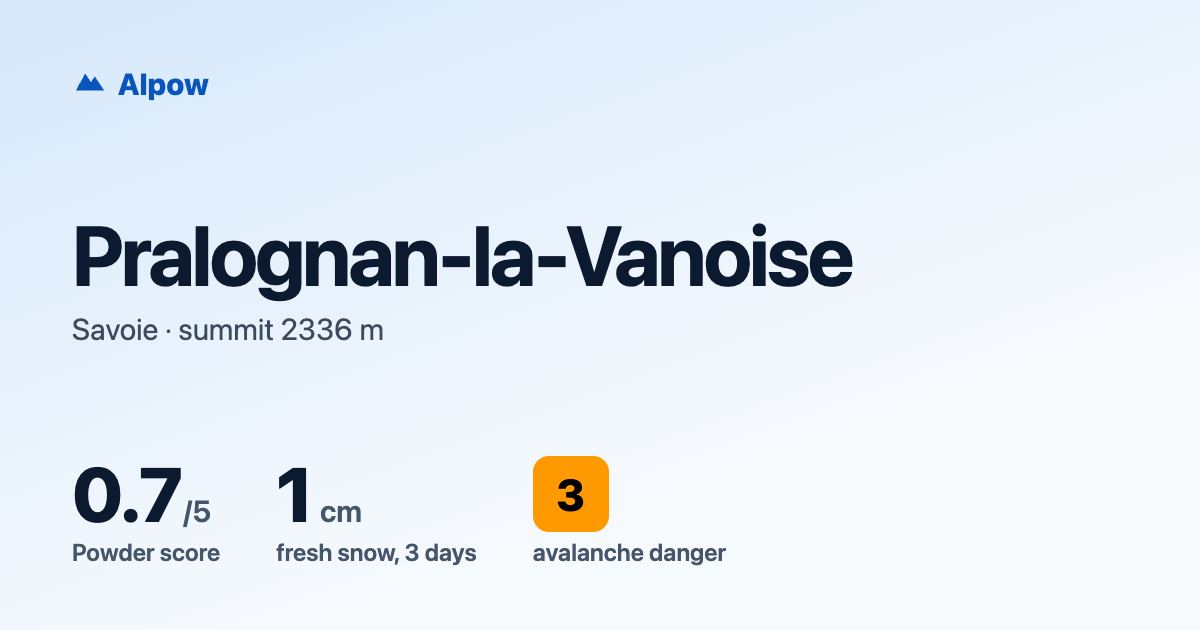 Alpow
Pralognan-la-Vanoise
Savoie · summit 2336 m
0.7/5
Powder score
1 cm
fresh snow, 3 days
3
avalanche danger